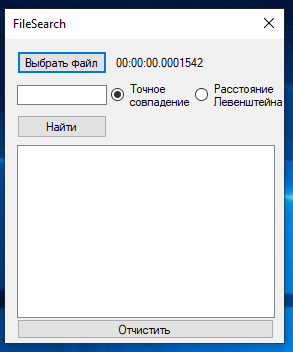 FileSearch
Выбрать файл 00:00:00.0001542
Точное
совпадение
Расстояние
Левенштейна
Найти
Отчистить